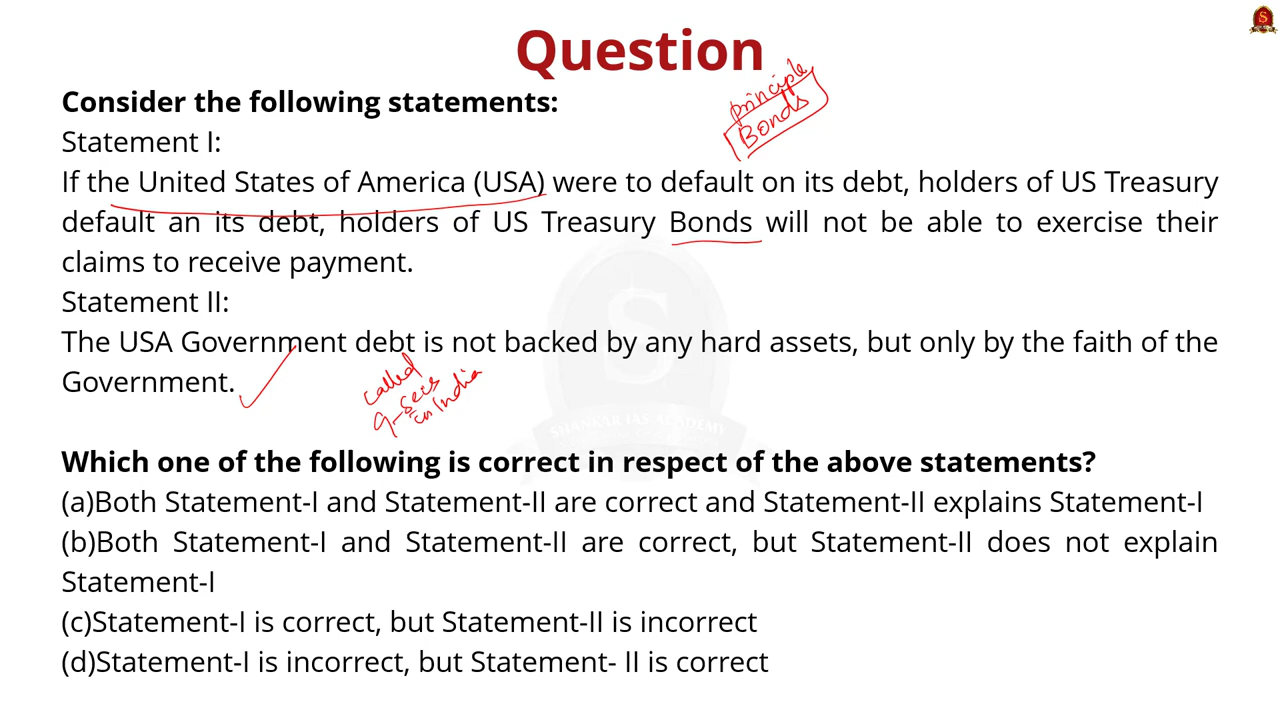 Question
principle
Bonds
Consider the following statements:
Statement I:
If the United States of America (USA) were to default on its debt, holders of US Treasury
default an its debt, holders of US Treasury Bonds will not be able to exercise their
claims to receive payment.
Statement II:
The USA Government debt is not backed by any hard assets, but only by the faith of the
Government.
called
g-secs
in India
SHANKAR IAS ACADEMY
Which one of the following is correct in respect of the above statements?
(a)Both Statement-I and Statement-II are correct and Statement-II explains Statement-I
(b)Both Statement-I and Statement-II are correct, but Statement-II does not explain
Statement-I
(c)Statement-I is correct, but Statement-II is incorrect
(d)Statement-I is incorrect, but Statement- II is correct